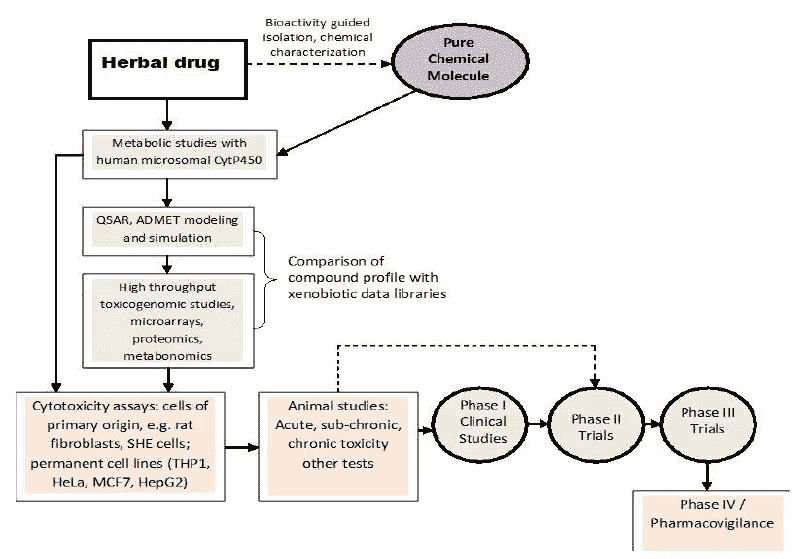 Bioactivity guided
isolation, chemical
characterization
Herbal drug
Pure
Chemical
Molecule
Metabolic studies with
human microsomal CytP450
QSAR, ADMET modeling
and simulation
Comparison of
compound profile with
xenobiotic data libraries
High throughput
toxicogenomic studies,
microarrays,
proteomics,
metabonomics
Cytotoxicity assays: cells of
primary origin, e.g. rat
fibroblasts, SHE cells;
permanent cell lines (THP1,
HeLa, MCF7, HepG2)
Animal studies:
Acute, sub-chronic,
chronic toxicity
other tests
Phase I
Clinical
Studies
Phase II
Trials
Phase III
Trials
Phase IV /
Pharmacovigilance